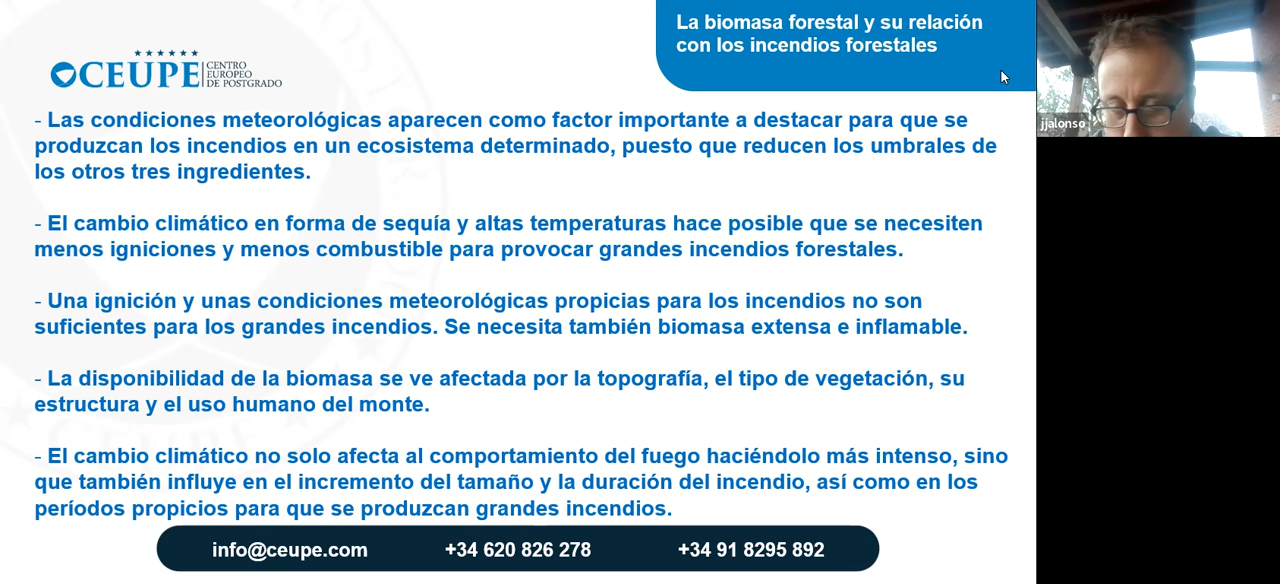 La biomasa forestal y su relación
con los incendios forestales
CEUPE
CENTRO
EUROPEO
DE POSTGRADO
jjalonso
- Las condiciones meteorológicas aparecen como factor importante a destacar para que se
produzcan los incendios en un ecosistema determinado, puesto que reducen los umbrales de
los otros tres ingredientes.
- El cambio climático en forma de sequía y altas temperaturas hace posible que se necesiten
menos igniciones y menos combustible para provocar grandes incendios forestales.
- Una ignición y unas condiciones meteorológicas propicias para los incendios no son
suficientes para los grandes incendios. Se necesita también biomasa extensa e inflamable.
- La disponibilidad de la biomasa se ve afectada por la topografía, el tipo de vegetación, su
estructura y el uso humano del monte.
- El cambio climático no solo afecta al comportamiento del fuego haciéndolo más intenso, sino
que también influye en el incremento del tamaño y la duración del incendio, así como en los
períodos propicios para que se produzcan grandes incendios.
info@ceupe.com +34 620 826 278 +34 91 8295 892